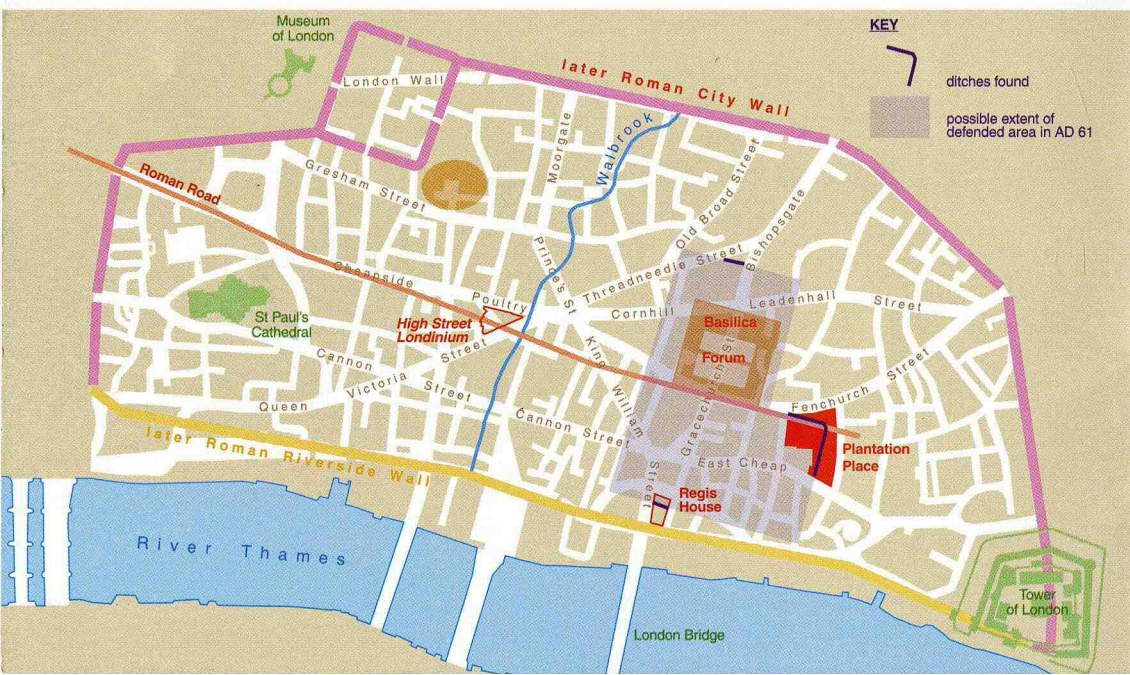 Museum
of London
KEY
ditches found
possible extent of
defended area in AD 61
later Roman City Wall
London Wall
Moorgate
Walbrook
Roman Road
Gresham Street
Old Broad Street
Bishopsgate
Prince's St
Threadneedle Street
Cheapside
Poultry
Cornhill
Leadenhall Street
St Paul's
Cathedral
High Street
Londinium
Basilica
Forum
Cannon Street
King William Street
Gracechurch St
Fenchurch Street
Queen Victoria Street
Cannon Street
East Cheap
Plantation
Place
Regis
House
later Roman Riverside Wall
River Thames
London Bridge
Tower
of London